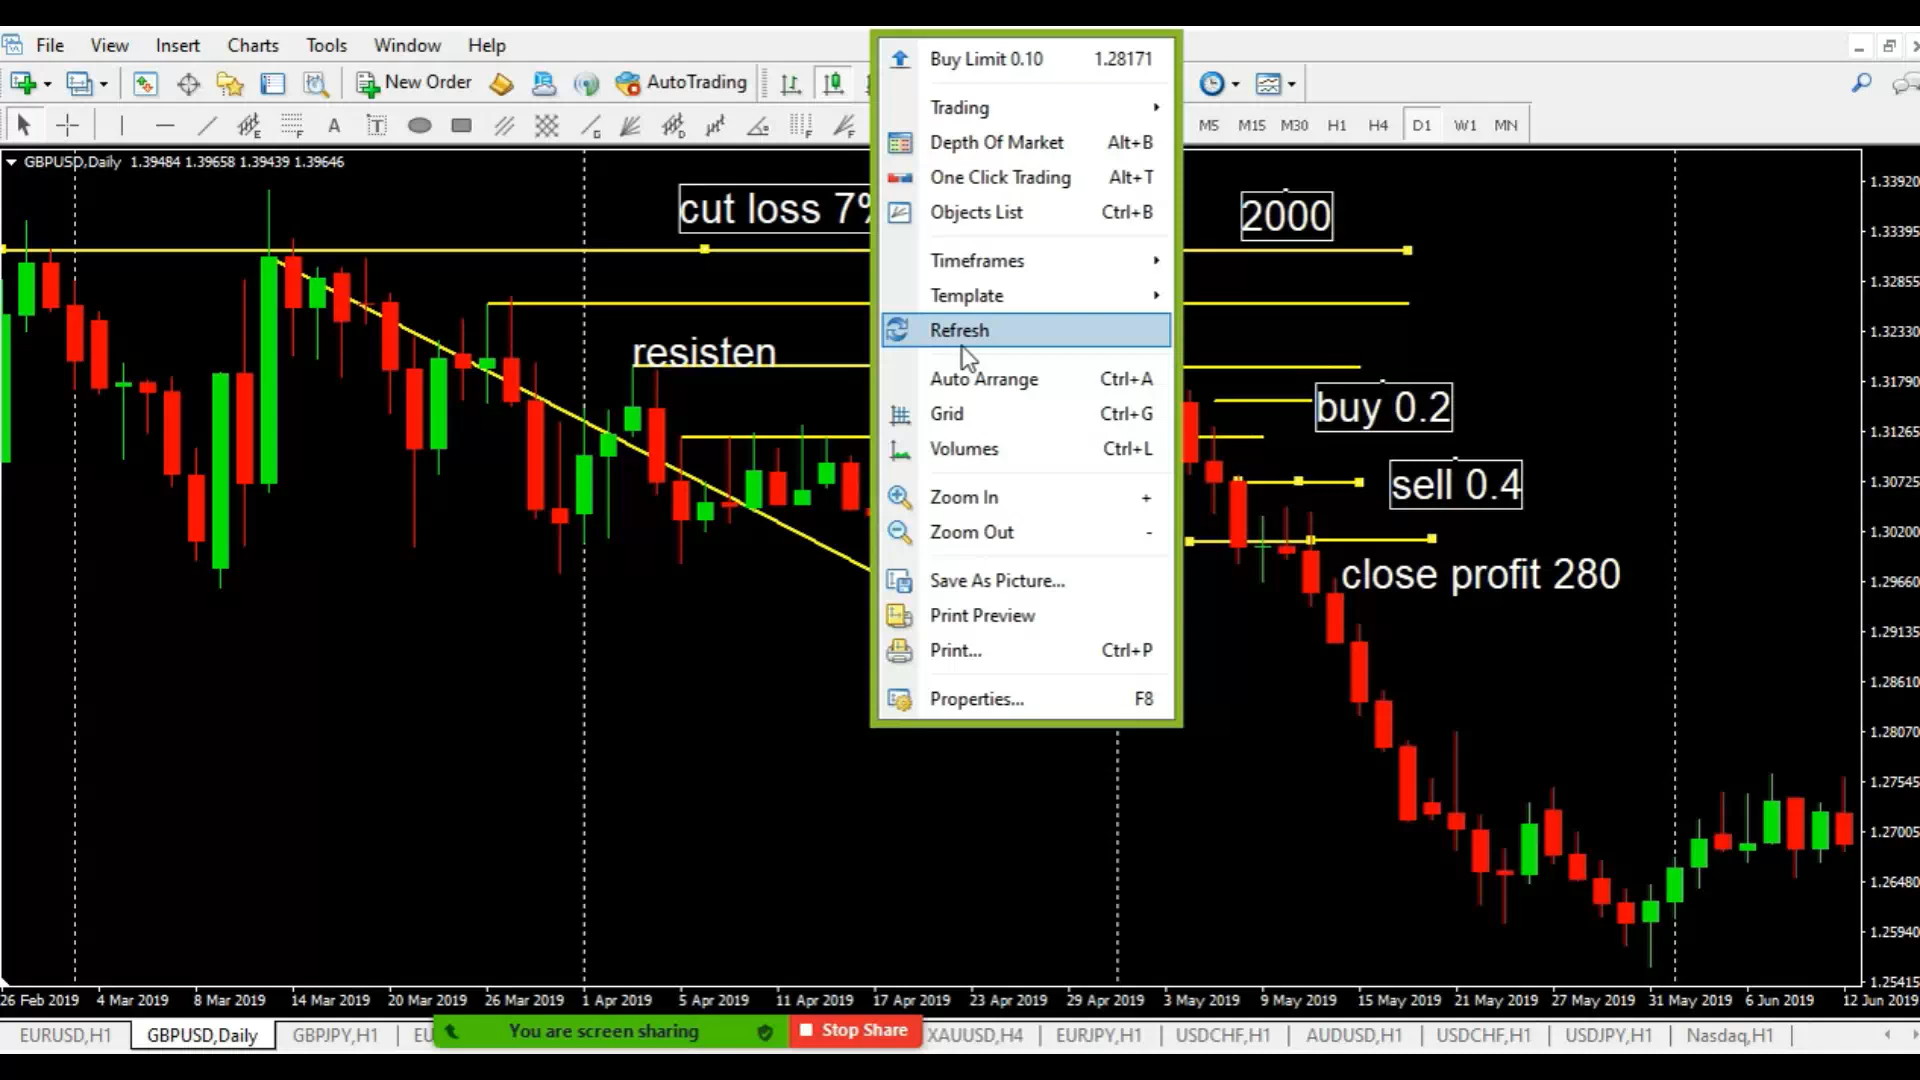 File View Insert Charts Tools Window Help
New Order AutoTrading
M5 M15 M30 H1 H4 D1 W1 MN
GBPUSD,Daily 1.39484 1.39658 1.39439 1.39646
cut loss 7%
2000
resisten
buy 0.2
sell 0.4
close profit 280
Buy Limit 0.10 1.28171
Trading
Depth Of Market Alt+B
One Click Trading Alt+T
Objects List Ctrl+B
Timeframes
Template
Refresh
Auto Arrange Ctrl+A
Grid Ctrl+G
Volumes Ctrl+L
Zoom In +
Zoom Out -
Save As Picture...
Print Preview
Print... Ctrl+P
Properties... F8
1.33920
1.33395
1.32855
1.32330
1.31790
1.31265
1.30725
1.30200
1.29660
1.29135
1.28610
1.28070
1.27545
1.27005
1.26480
1.25940
1.25415
26 Feb 2019 4 Mar 2019 8 Mar 2019 14 Mar 2019 20 Mar 2019 26 Mar 2019 1 Apr 2019 5 Apr 2019 11 Apr 2019 17 Apr 2019 23 Apr 2019 29 Apr 2019 3 May 2019 9 May 2019 15 May 2019 21 May 2019 27 May 2019 31 May 2019 6 Jun 2019 12 Jun 2019
EURUSD,H1 GBPUSD,Daily GBPJPY,H1 EU You are screen sharing Stop Share XAUUSD,H4 EURJPY,H1 USDCHF,H1 AUDUSD,H1 USDCHF,H1 USDJPY,H1 Nasdaq,H1